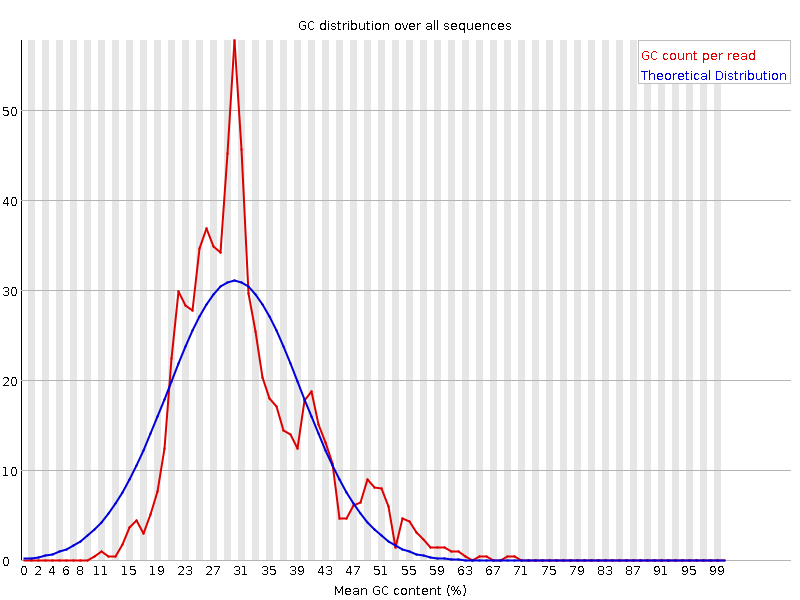 GC distribution over all sequences
GC count per read
Theoretical Distribution
50
40
30
20
10
0
0 2 4 6 8 11 15 19 23 27 31 35 39 43 47 51 55 59 63 67 71 75 79 83 87 91 95 99
Mean GC content (%)